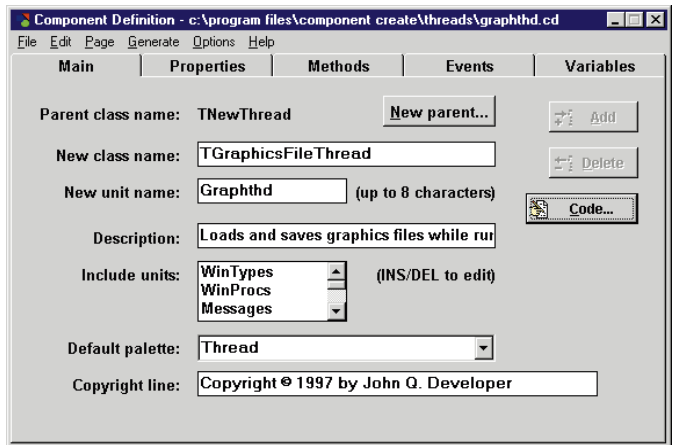 Component Definition - c:\program files\component create\threads\graphthd.cd
File Edit Page Generate Options Help
Main Properties Methods Events Variables
Parent class name: TNewThread New parent... Add
New class name: TGraphicsFileThread Delete
New unit name: Graphthd (up to 8 characters) Code...
Description: Loads and saves graphics files while rur
Include units: WinTypes (INS/DEL to edit)
WinProcs
Messages
Default palette: Thread
Copyright line: Copyright © 1997 by John Q. Developer